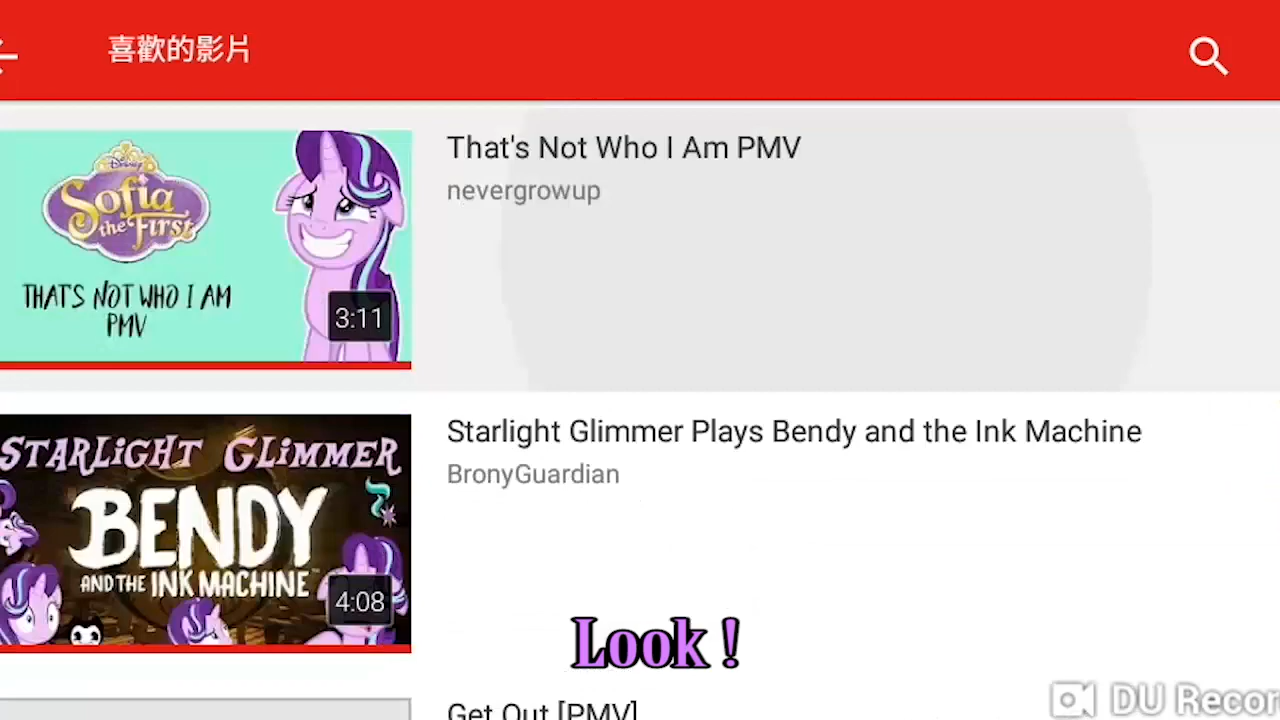 喜歡的影片
Disney
Sofia
the First
THAT'S NOT WHO I AM
PMV
3:11
That's Not Who I Am PMV
nevergrowup
STARLIGHT GLIMMER
BENDY
AND THE INK MACHINE
4:08
Starlight Glimmer Plays Bendy and the Ink Machine
BronyGuardian
Look !
Get Out [PMV]
DU Recor